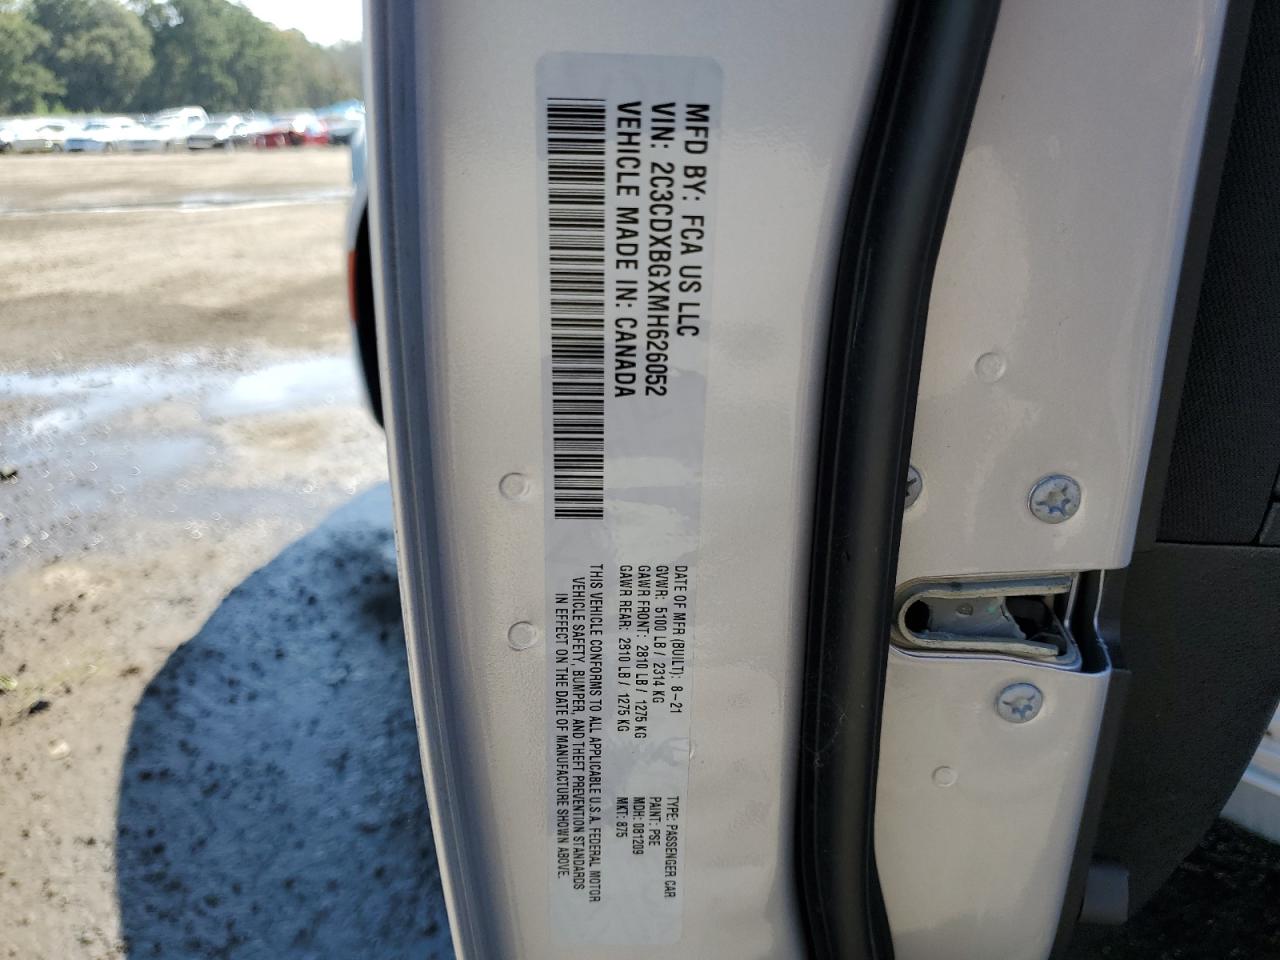 MFD BY: FCA US LLC
VIN: 2C3CDXBGXMH626052
VEHICLE MADE IN: CANADA
DATE OF MFR (BUILT): 8-21
GVWR: 5100 LB / 2314 KG
GAWR FRONT: 2810 LB / 1275 KG
GAWR REAR: 2810 LB / 1275 KG
TYPE: PASSENGER CAR
PAINT: PSE
MDH: 081209
MKT: 875
THIS VEHICLE CONFORMS TO ALL APPLICABLE U.S.A. FEDERAL MOTOR
VEHICLE SAFETY, BUMPER, AND THEFT PREVENTION STANDARDS
IN EFFECT ON THE DATE OF MANUFACTURE SHOWN ABOVE.